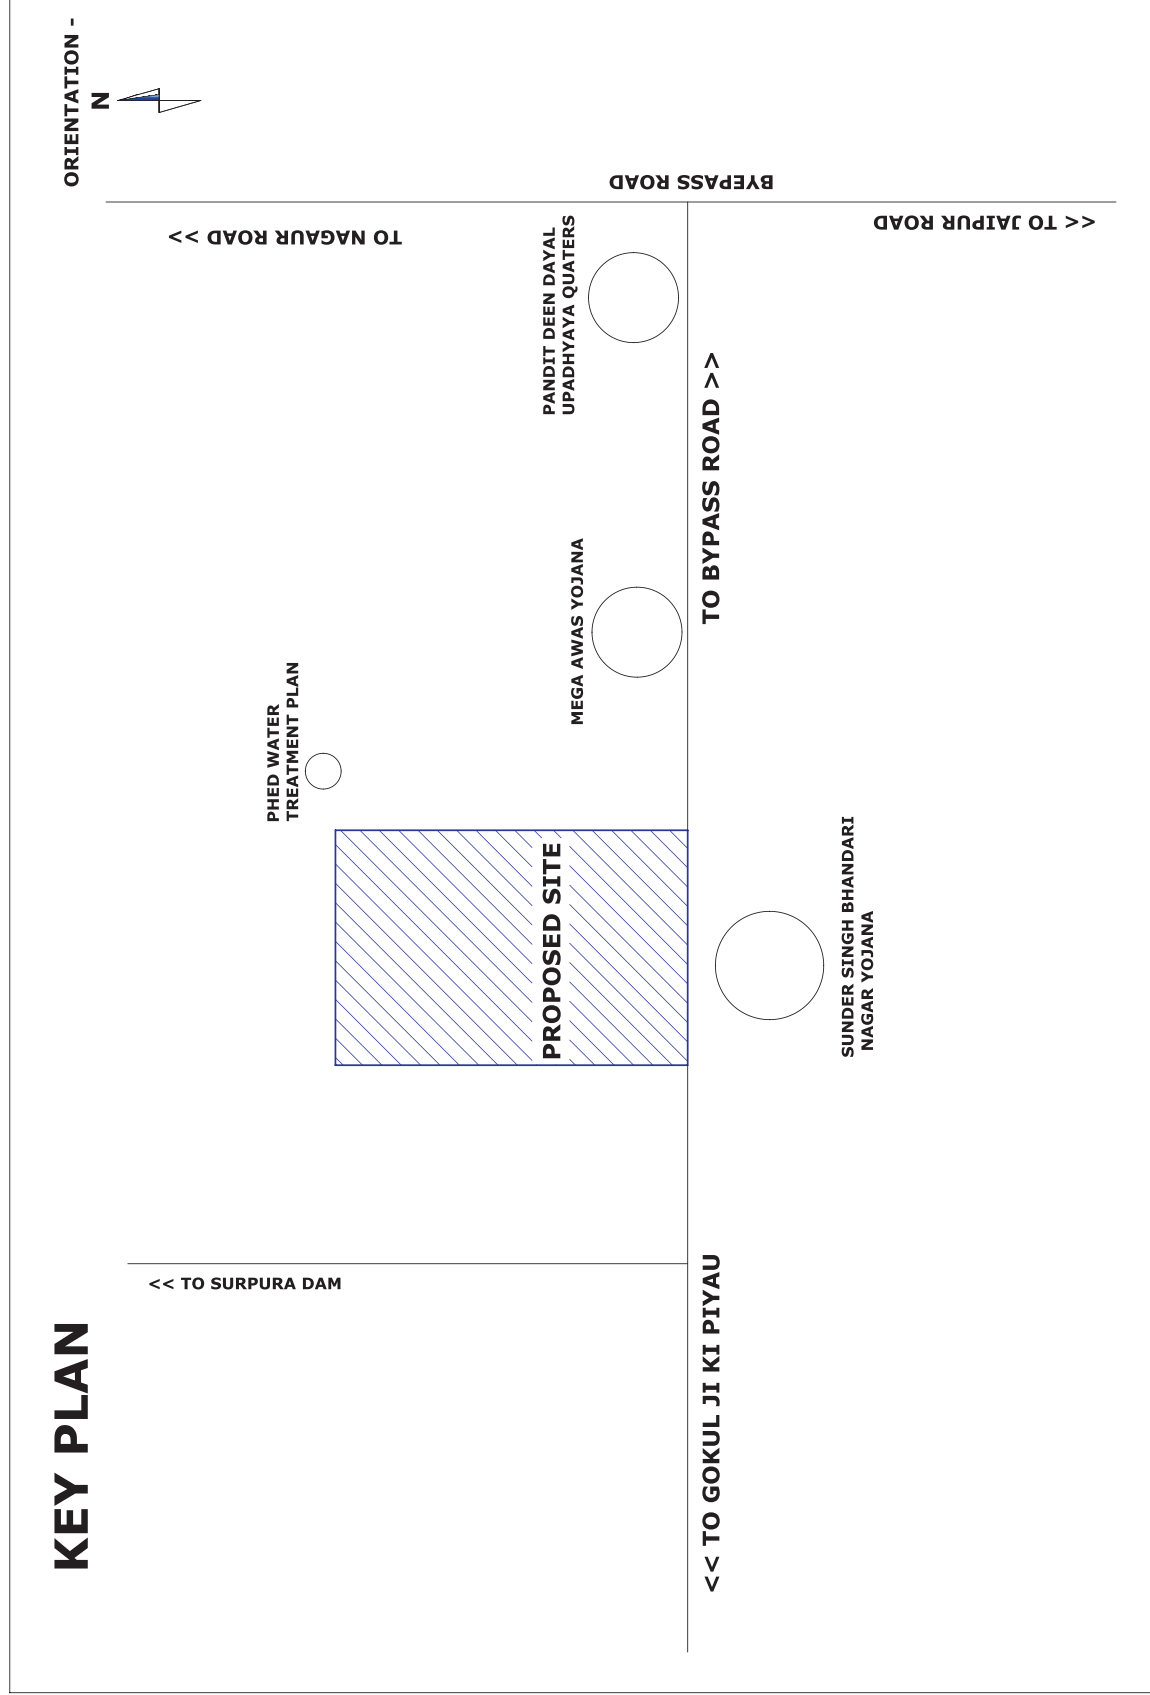 KEY PLAN
ORIENTATION -
N
PHED WATER
TREATMENT PLAN
PANDIT DEEN DAYAL
UPADHYAYA QUATERS
MEGA AWAS YOJANA
PROPOSED SITE
<< TO SURPURA DAM
TO NAGAUR ROAD >>
BYEPASS ROAD
<< TO JAIPUR ROAD
<< TO GOKUL JI KI PIYAU
TO BYPASS ROAD >>
SUNDER SINGH BHANDARI
NAGAR YOJANA